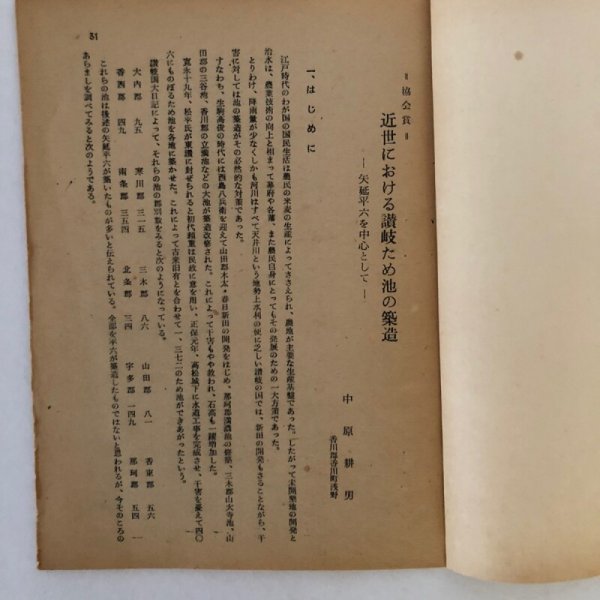 〓協会賞〓
近世における讃岐ため池の築造
―矢延平六を中心として―
中原耕男
香川郡香川町浅野
一、はじめに
江戸時代のわが国の国民生活は農民の米麦の生産によってささえられ、農地が主要な生産基盤であった。したがって未開墾地の開発と
治水は、農業技術の向上と相まって幕府や各藩、また農民自身にとってもその発展のための一大方策であった。
とりわけ、降雨量が少なくしかも河川はすべて天井川という地勢上水利の便に乏しい讃岐の国では、新田の開発もさることながら、干
害に対しては池の築造がその必然的な対策であった。
すなわち、生駒高俊の時代には西島八兵衛を迎えて山田郡木太・春日新田の開発をはじめ、那珂郡満濃池の修築、三木郡山大寺池、山
田郡の三谷池、香川郡の立満池などの大池が築造改修された。これによって干害もやや救われ、石高も一躍増加した。
寛永十九年、松平氏が東讃に封ぜられると初代頼重は民政に意を用い、正保元年、高松城下に水道工事を完成させ、干害を憂えて四〇
六にものぼるため池を各地に築かせた。これによって古来旧有とを合わせて一、三七二のため池ができあがったという。
讃岐国大日記によって、それらの池の郡別数をみると次のようになっている。
大内郡 九五 寒川郡 三一五 三木郡 八六 山田郡 八一 香東郡 五六
香西郡 四九 南条郡 三五四 北条郡 三四 宇多郡 一四九 那珂郡 五四 一
これらの池は後述の矢延平六が築いたものが多いと伝えられている。全部を平六が築造したものではないと思われるが、今そのころの
あらましを調べてみると次のようである。
31